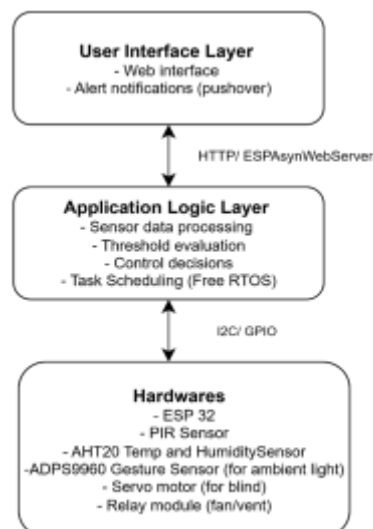 User Interface Layer
- Web interface
- Alert notifications (pushover)
HTTP/ ESPAsynWebServer
Application Logic Layer
- Sensor data processing
- Threshold evaluation
- Control decisions
- Task Scheduling (Free RTOS)
I2C/ GPIO
Hardwares
- ESP 32
- PIR Sensor
- AHT20 Temp and HumiditySensor
-ADPS9960 Gesture Sensor (for ambient light)
- Servo motor (for blind)
- Relay module (fan/vent)